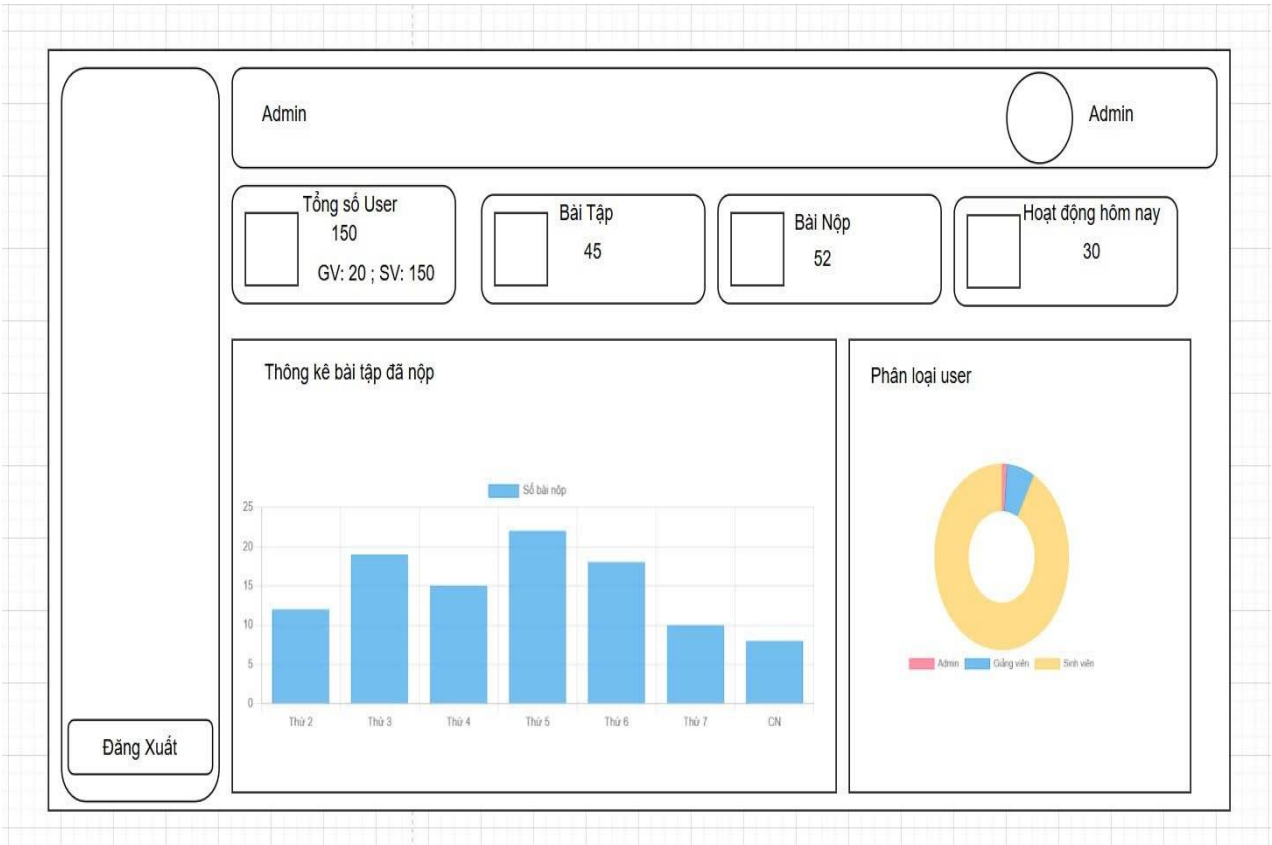 Admin
Admin
Tổng số User
150
GV: 20 ; SV: 150
Bài Tập
45
Bài Nộp
52
Hoạt động hôm nay
30
Thông kê bài tập đã nộp
Số bài nộp
25
20
15
10
5
0
Thứ 2 Thứ 3 Thứ 4 Thứ 5 Thứ 6 Thứ 7 CN
Phân loại user
Admin Giảng viên Sinh viên
Đăng Xuất